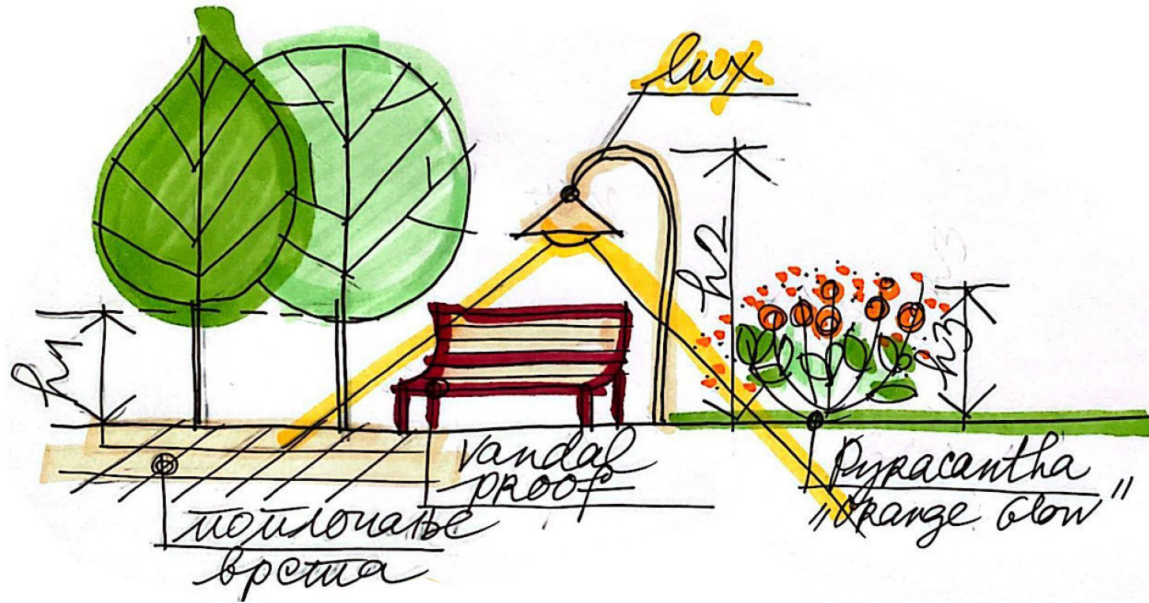 lux
h1
h2
h3
vandal
PROOF
Pyracantha
„Orange Glow"
поплочање
врста